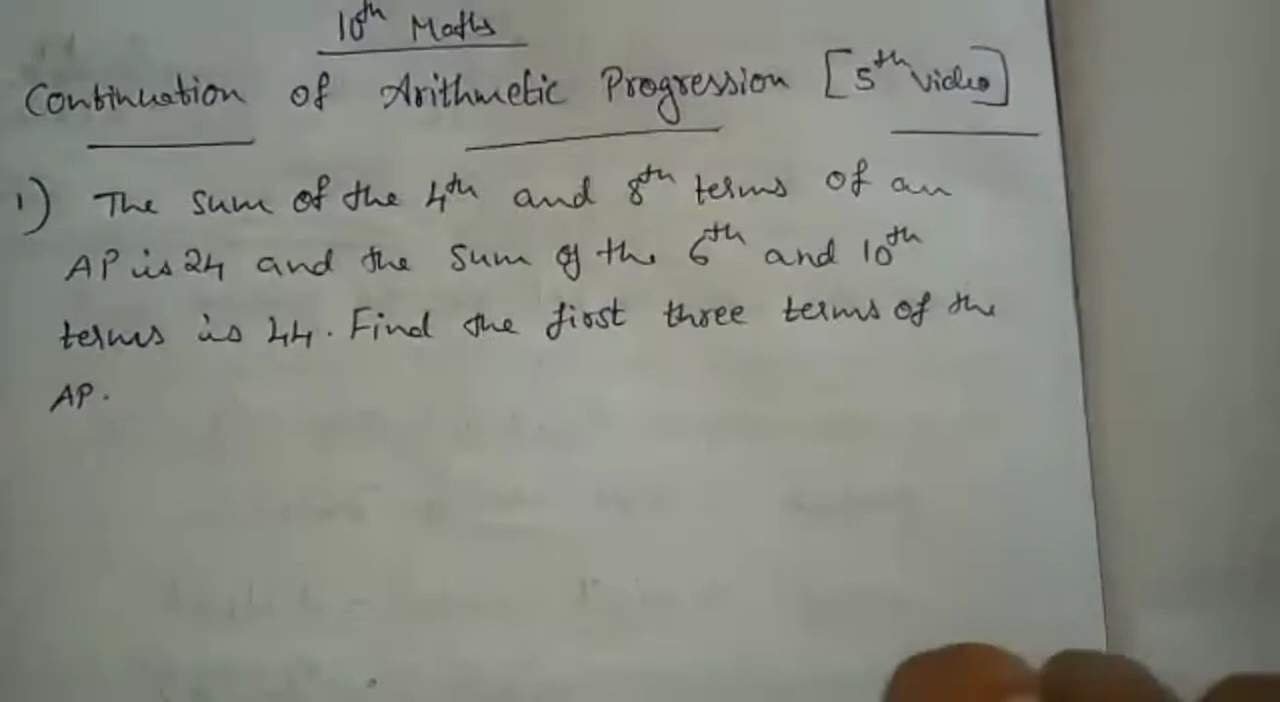 10th Maths
Continuation of Arithmetic Progression [5th video]
1) The sum of the 4th and 8th terms of an
AP is 24 and the sum of the 6th and 10th
terms is 44. Find the first three terms of the
AP.